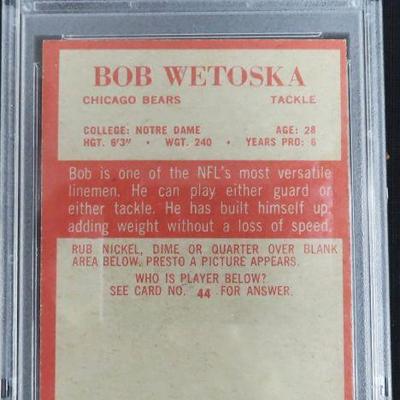 BOB WETOSKA
CHICAGO BEARS TACKLE
COLLEGE: NOTRE DAME AGE: 28
HGT. 6'3" • WGT. 240 • YEARS PRO: 6
Bob is one of the NFL's most versatile
linemen. He can play either guard or
either tackle. He has built himself up,
adding weight without a loss of speed.
RUB NICKEL, DIME OR QUARTER OVER BLANK
AREA BELOW. PRESTO A PICTURE APPEARS.
WHO IS PLAYER BELOW?
SEE CARD NO. 44 FOR ANSWER.